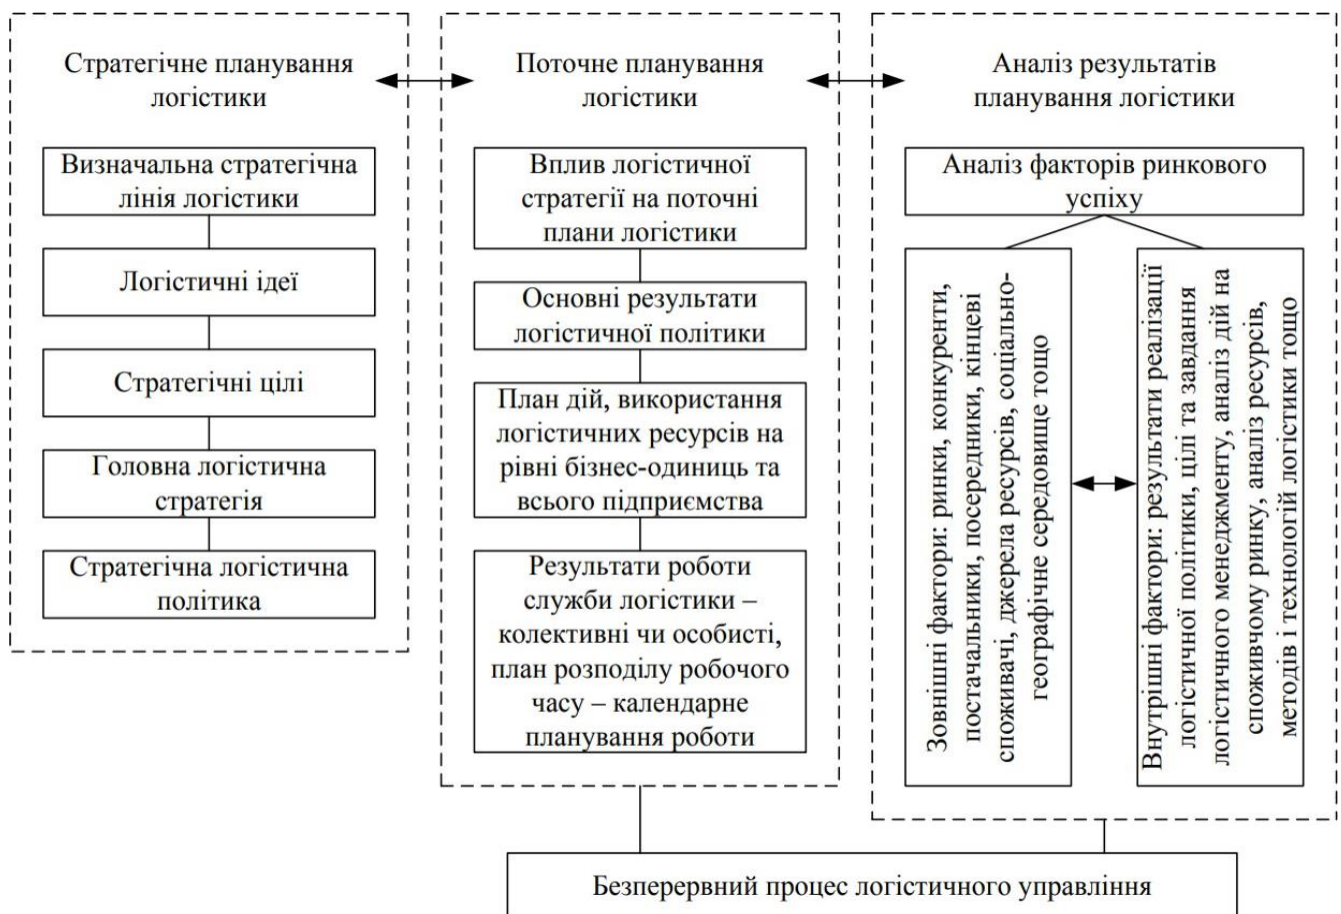 Стратегічне планування
логістики
Визначальна стратегічна
лінія логістики
Логістичні ідеї
Стратегічні цілі
Головна логістична
стратегія
Стратегічна логістична
політика
Поточне планування
логістики
Вплив логістичної
стратегії на поточні
плани логістики
Основні результати
логістичної політики
План дій, використання
логістичних ресурсів на
рівні бізнес-одиниць та
всього підприємства
Результати роботи
служби логістики –
колективні чи особисті,
план розподілу робочого
часу – календарне
планування роботи
Аналіз результатів
планування логістики
Аналіз факторів ринкового
успіху
Зовнішні фактори: ринки, конкуренти,
постачальники, посередники, кінцеві
споживачі, джерела ресурсів, соціально-
географічне середовище тощо
Внутрішні фактори: результати реалізації
логістичної політики, цілі та завдання
логістичного менеджменту, аналіз дій на
споживчому ринку, аналіз ресурсів,
методів і технологій логістики тощо
Безперервний процес логістичного управління